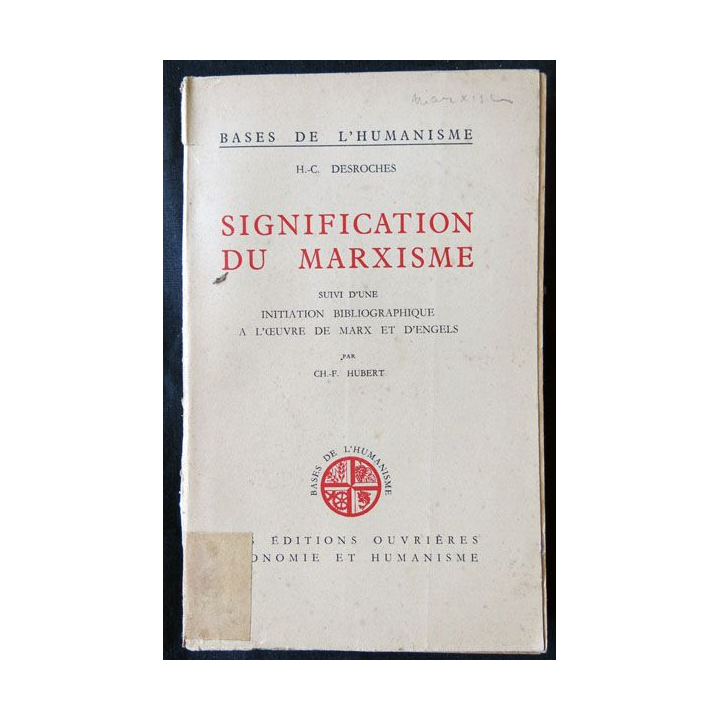 marxism
BASES DE L'HUMANISME
H.-C. DESROCHES
SIGNIFICATION
DU MARXISME
SUIVI D'UNE
INITIATION BIBLIOGRAPHIQUE
A L'ŒUVRE DE MARX ET D'ENGELS
PAR
CH.-F. HUBERT
BASES DE L'HUMANISME
ÉDITIONS OUVRIÈRES
ONOMIE ET HUMANISME